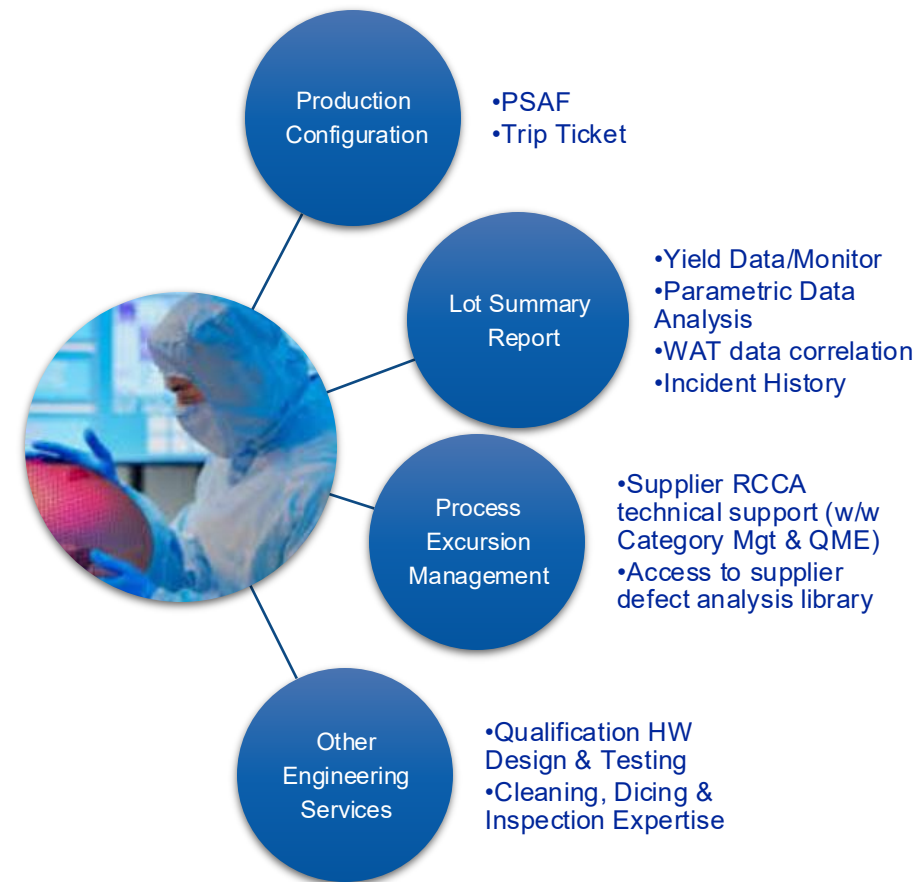 Production
Configuration
•PSAF
•Trip Ticket
Lot Summary
Report
•Yield Data/Monitor
•Parametric Data
Analysis
•WAT data correlation
•Incident History
Process
Excursion
Management
•Supplier RCCA
technical support (w/w
Category Mgt & QME)
•Access to supplier
defect analysis library
Other
Engineering
Services
•Qualification HW
Design & Testing
•Cleaning, Dicing &
Inspection Expertise